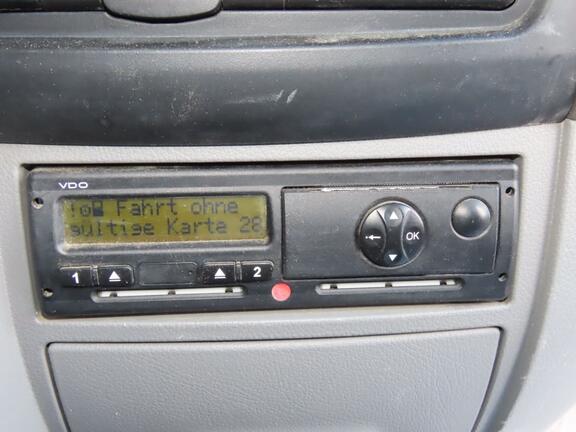 VDO
! Fahrt ohne
gültige Karte 28
1 2
OK